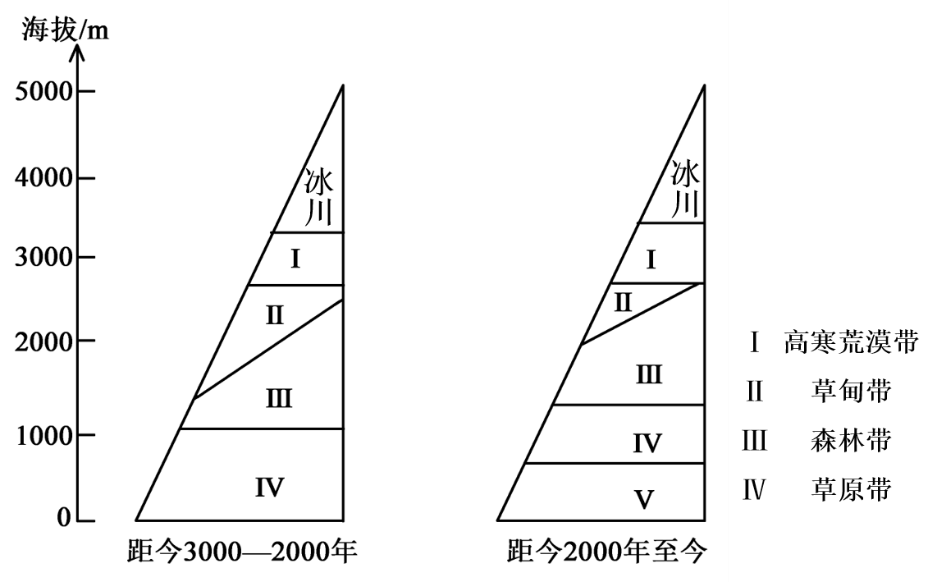 海拔/m
5000
4000
3000
2000
1000
0
冰川
I
II
III
IV
距今3000—2000年
冰川
I
II
III
IV
V
距今2000年至今
I 高寒荒漠带
II 草甸带
III 森林带
IV 草原带